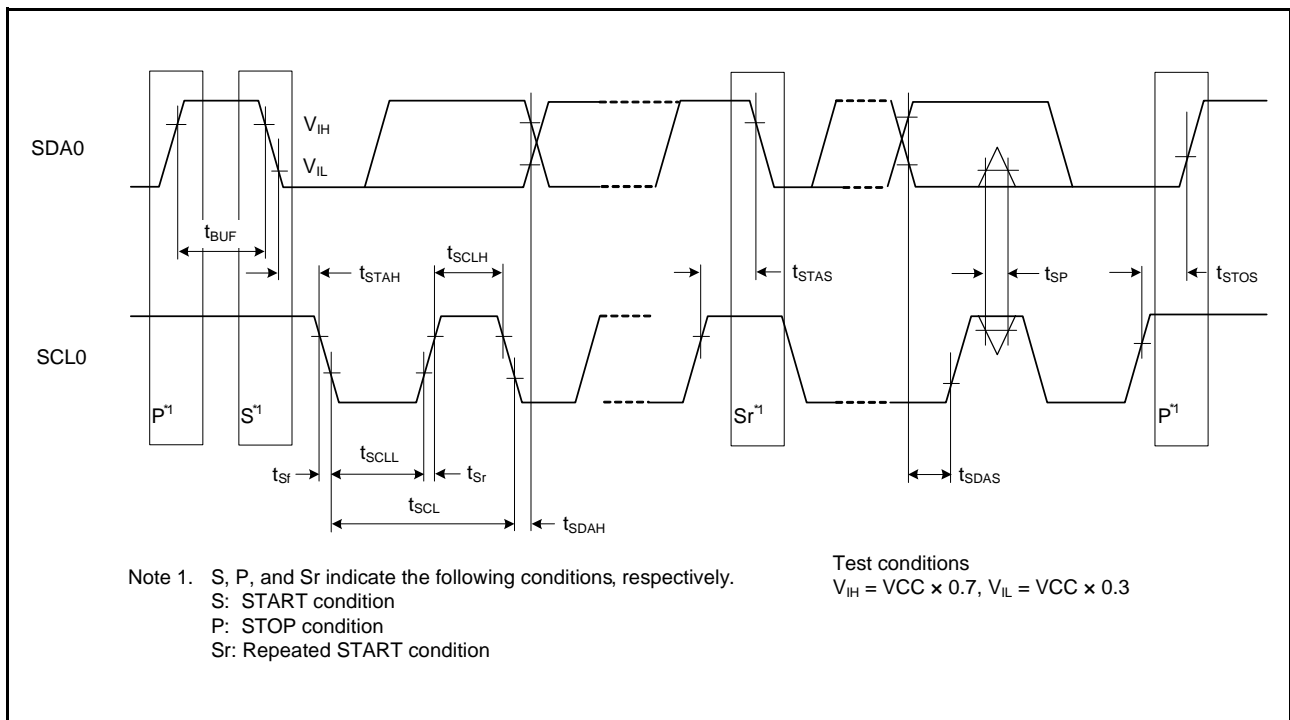 SDA0
V_IH
V_IL
t_BUF
t_STAH
t_SCLH
t_STAS
t_SP
t_STOS
SCL0
P*1
S*1
Sr*1
P*1
t_Sf
t_SCLL
t_Sr
t_SCL
t_SDAH
t_SDAS
Note 1. S, P, and Sr indicate the following conditions, respectively.
S: START condition
P: STOP condition
Sr: Repeated START condition
Test conditions
V_IH = VCC × 0.7, V_IL = VCC × 0.3